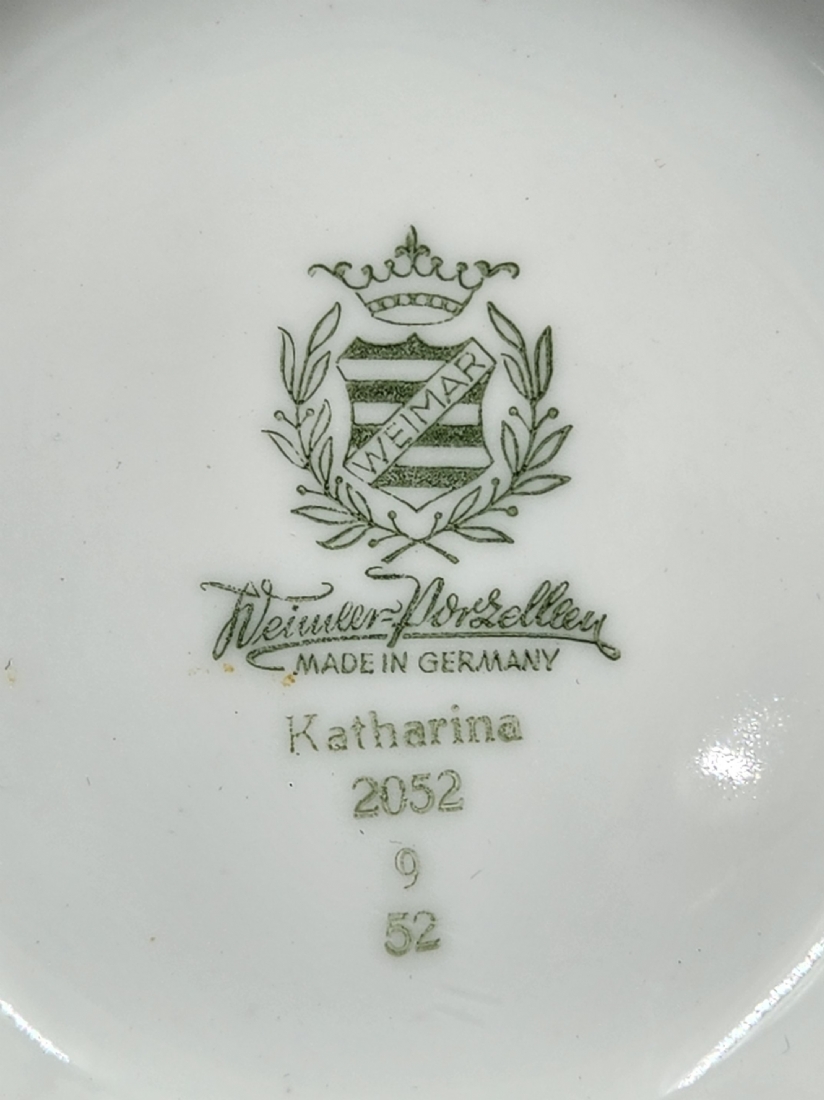 WEIMAR
Weimar-Porzellan
MADE IN GERMANY
Katharina
2052
9
52